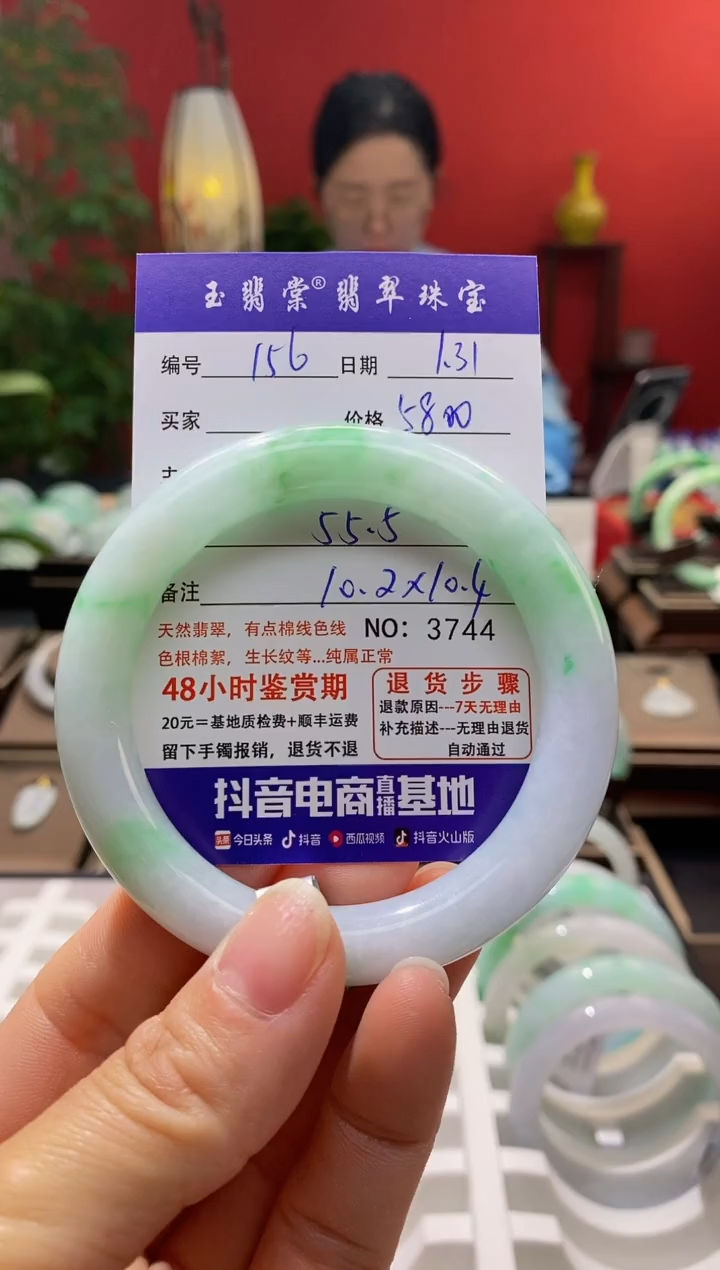 玉翡棠®翡翠珠宝
编号 156 日期 1.31
买家 价格 5800
55.5
备注 10.2×10.4
天然翡翠，有点棉线色线 NO：3744
色根棉絮，生长纹等...纯属正常
48小时鉴赏期
20元＝基地质检费+顺丰运费
留下手镯报销，退货不退
退货步骤
退款原因---7天无理由
补充描述---无理由退货
自动通过
抖音电商直播基地
头条 今日头条 抖音 西瓜视频 抖音火山版